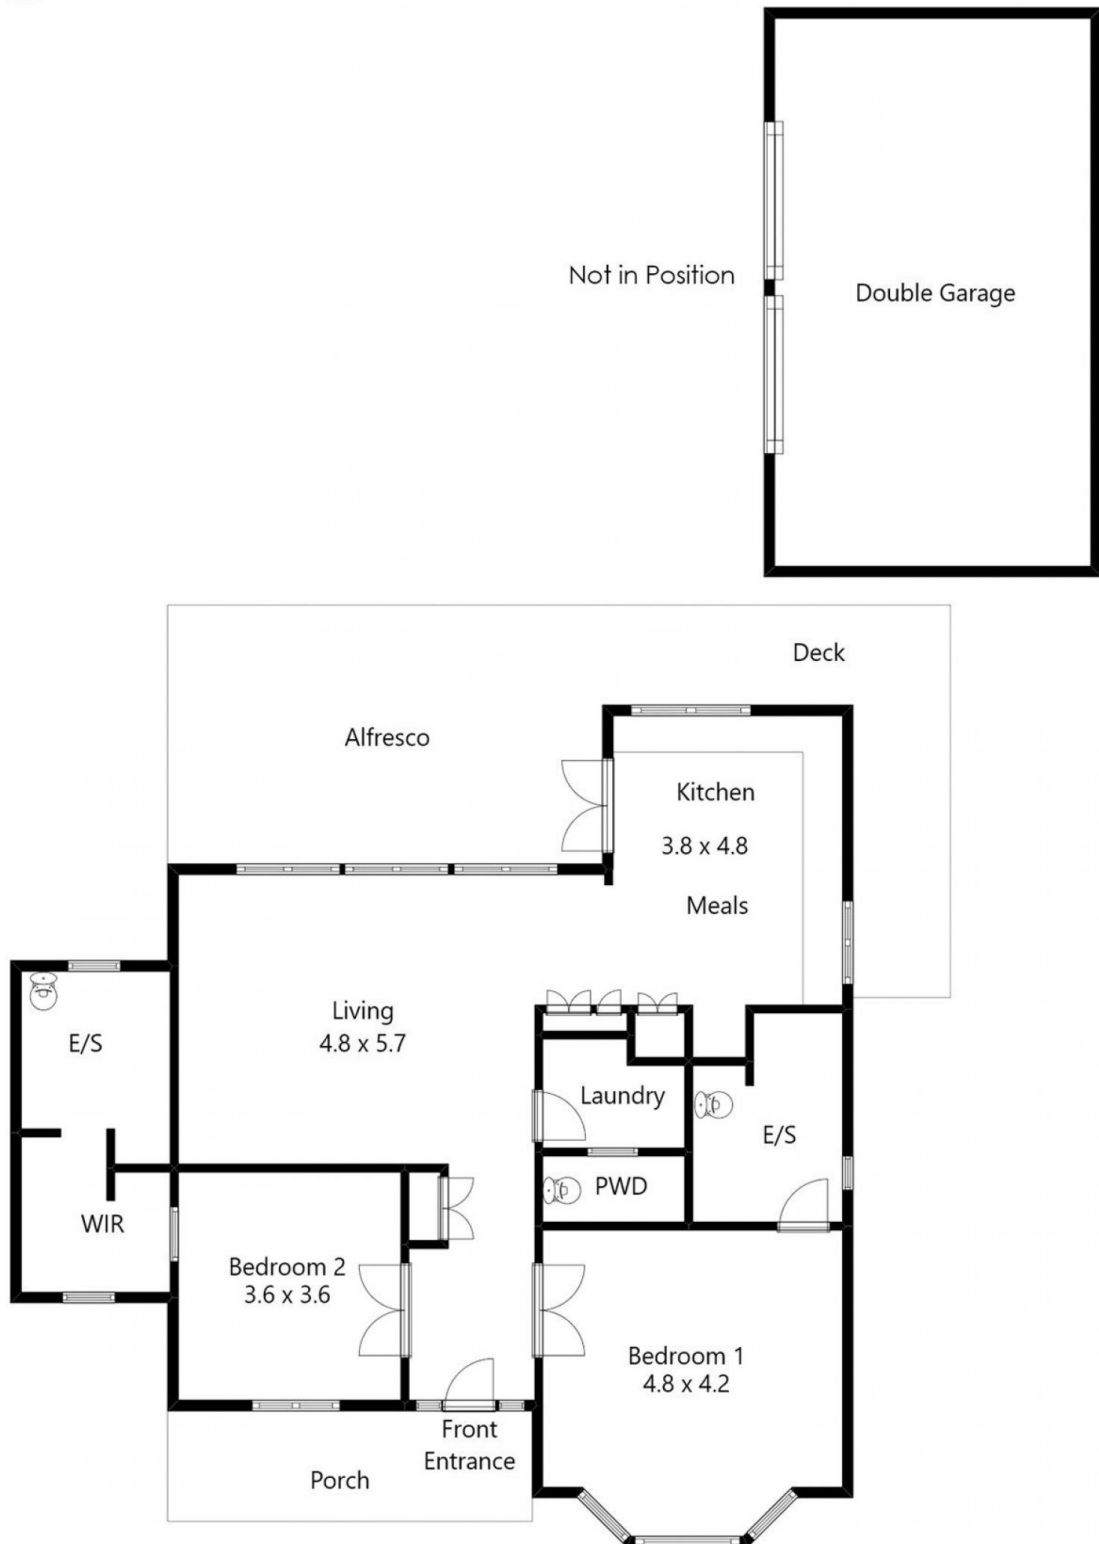 Not in Position
Double Garage
Deck
Alfresco
Kitchen
3.8 x 4.8
Meals
Living
4.8 x 5.7
E/S
Laundry
E/S
PWD
WIR
Bedroom 2
3.6 x 3.6
Bedroom 1
4.8 x 4.2
Front
Entrance
Porch